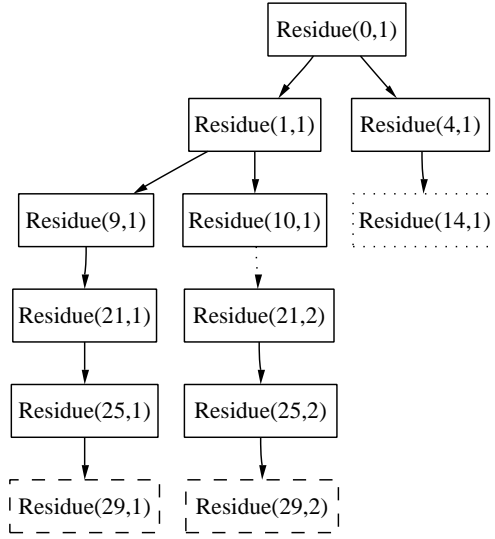 Residue(0,1)
Residue(1,1)
Residue(4,1)
Residue(9,1)
Residue(10,1)
Residue(14,1)
Residue(21,1)
Residue(21,2)
Residue(25,1)
Residue(25,2)
Residue(29,1)
Residue(29,2)